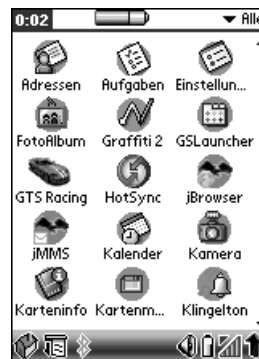 0:02 Alle
Adressen Aufgaben Einstellun...
FotoAlbum Graffiti 2 GSLauncher
GTS Racing HotSync jBrowser
jMMS Kalender Kamera
Karteninfo Kartenm... Klingelton